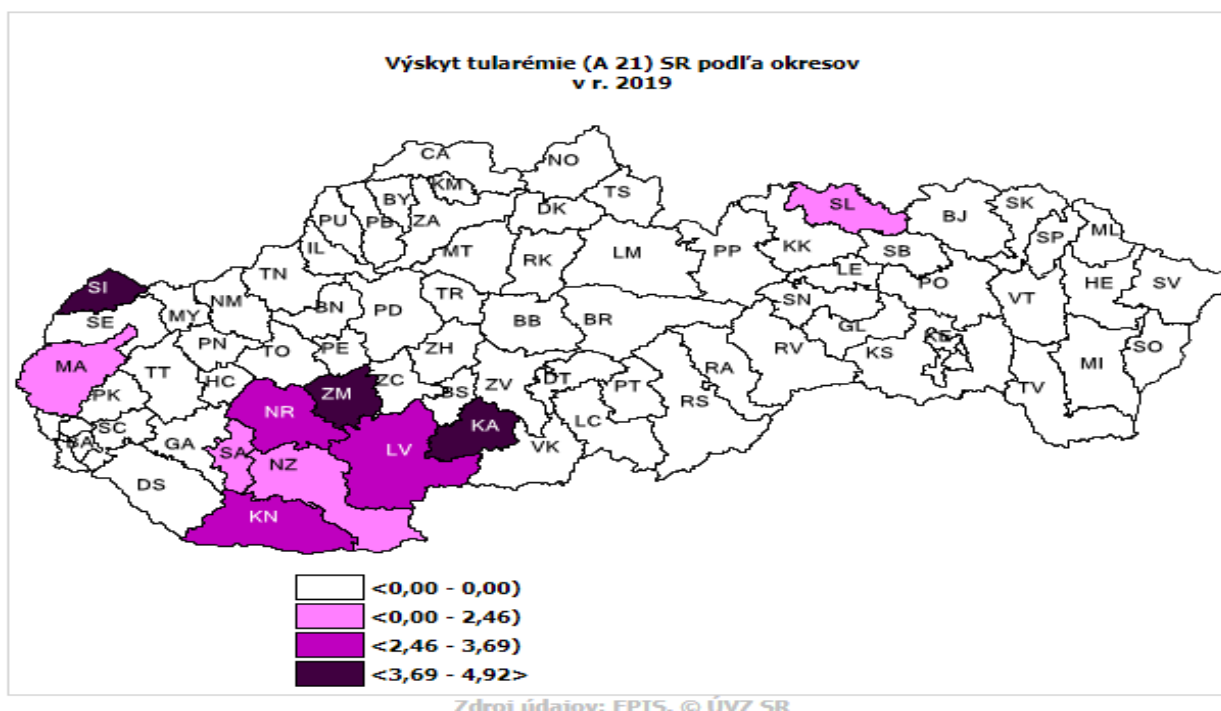 Výskyt tularémie (A 21) SR podľa okresov
v r. 2019
CA
NO
KM
TS
BY
PU
PB
ZA
DK
SL
BJ
SK
SP
ML
IL
MT
RK
LM
PP
KK
SB
TN
LE
SI
NM
BN
PD
TR
SN
PO
VT
HE
SV
SE
MY
BB
BR
GL
PN
TO
PE
ZH
RV
KS
KE
SO
MA
TT
HC
ZM
ZC
BS
ZV
DT
PT
RA
MI
PK
NR
KA
RS
TV
SC
BA
GA
SA
NZ
LV
VK
LC
DS
KN
<0,00 - 0,00)
<0,00 - 2,46)
<2,46 - 3,69)
<3,69 - 4,92>
Zdroj údajov: EPIS, © ÚVZ SR